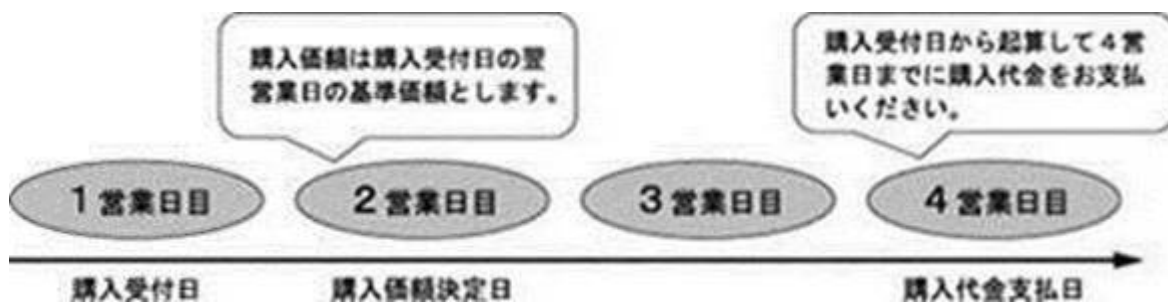 購入価額は購入受付日の翌
営業日の基準価額とします。
購入受付日から起算して４営
業日までに購入代金をお支払
いください。
1 営業日目
2 営業日目
3 営業日目
4 営業日目
購入受付日
購入価額決定日
購入代金支払日